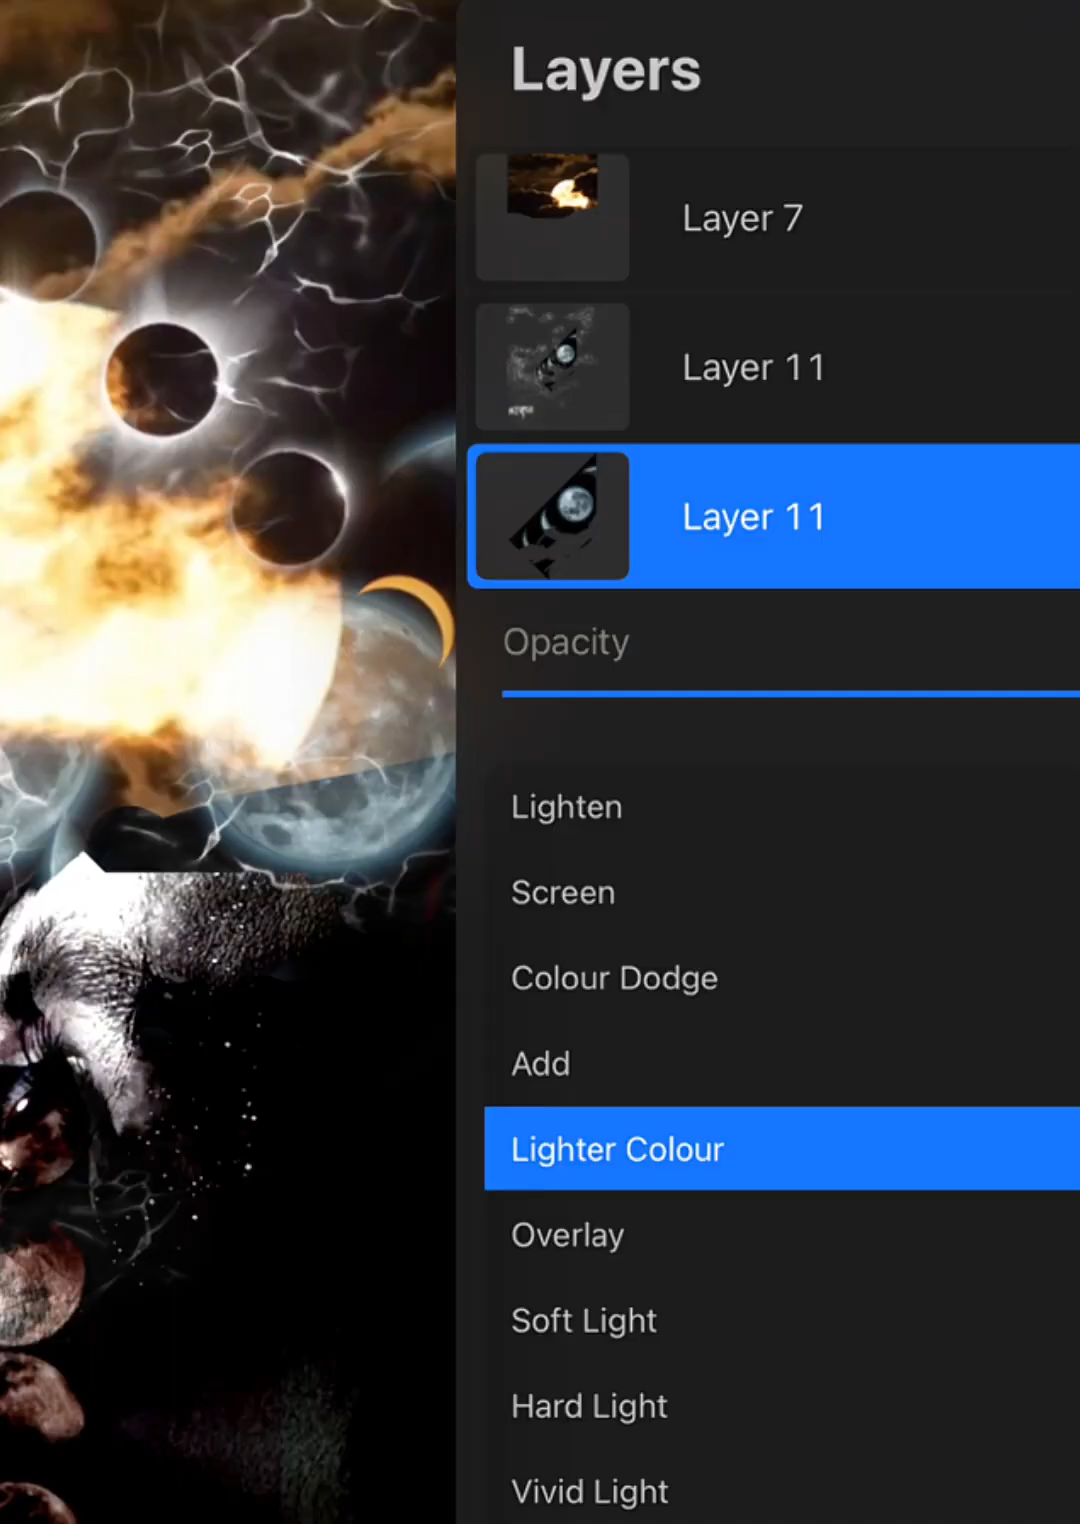 Layers
Layer 7
Layer 11
Layer 11
Opacity
Lighten
Screen
Colour Dodge
Add
Lighter Colour
Overlay
Soft Light
Hard Light
Vivid Light